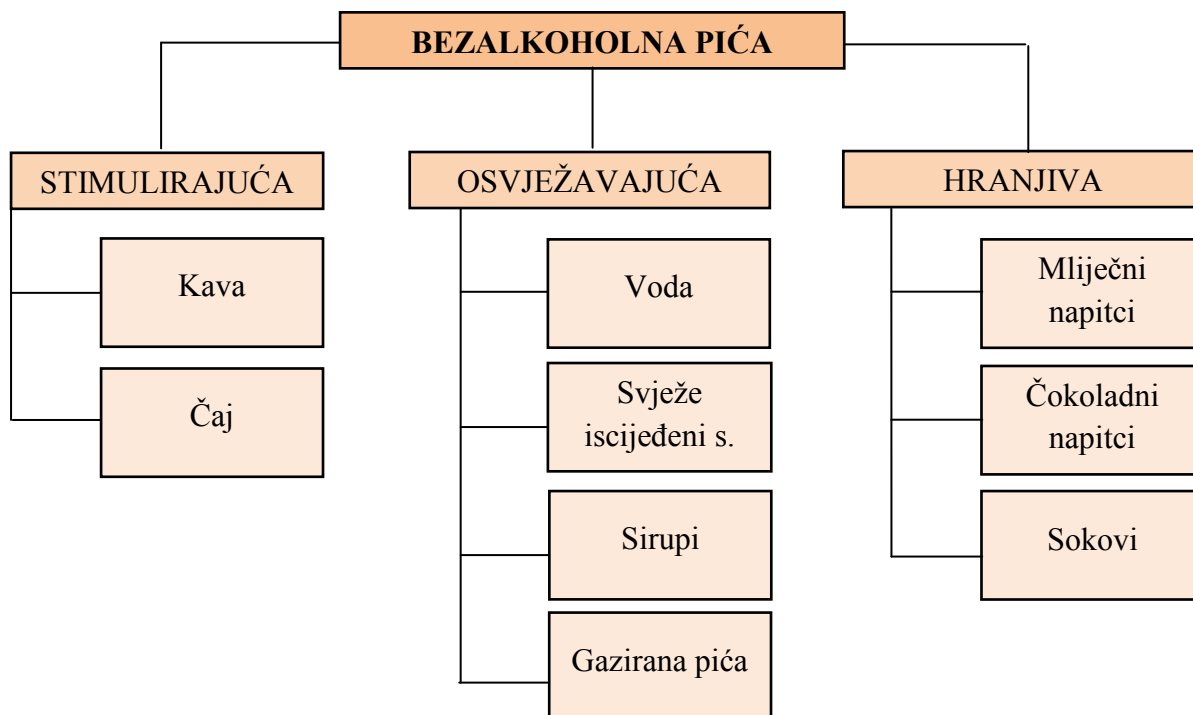 BEZALKOHOLNA PIĆA
STIMULIRAJUĆA
Kava
Čaj
OSVJEŽAVAJUĆA
Voda
Svježe
iscijeđeni s.
Sirupi
Gazirana pića
HRANJIVA
Mliječni
napitci
Čokoladni
napitci
Sokovi